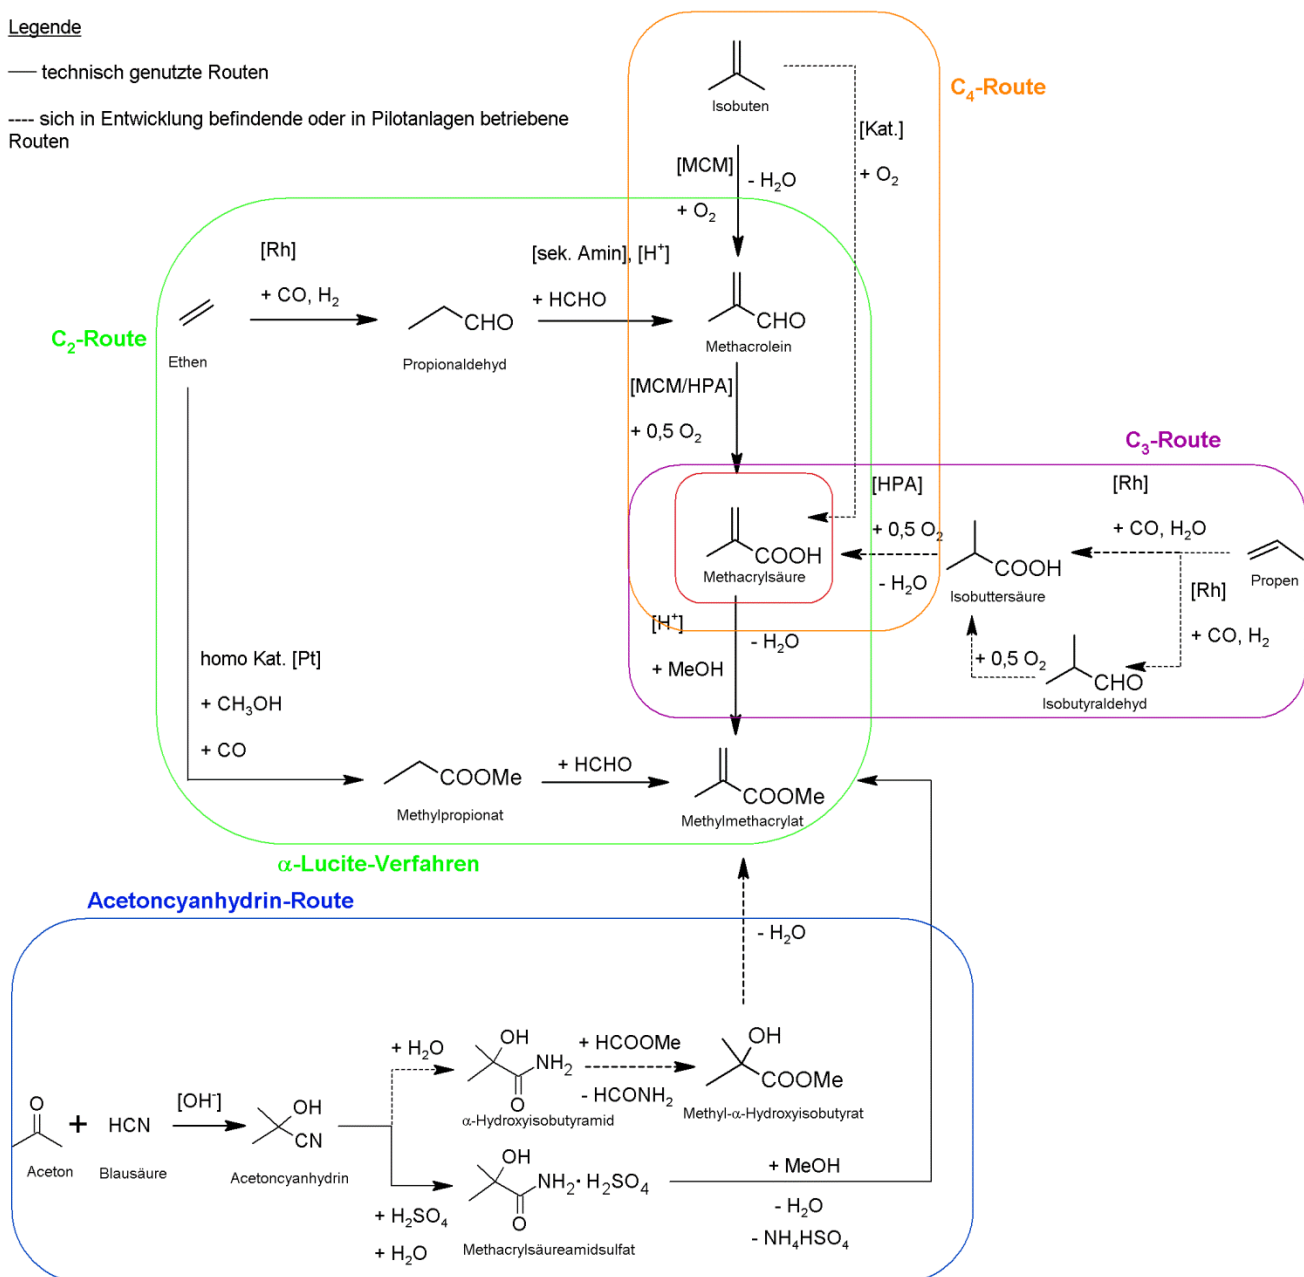 Legende
— technisch genutzte Routen
---- sich in Entwicklung befindende oder in Pilotanlagen betriebene
Routen
C₄-Route
Isobuten
[Kat.]
+ O₂
[MCM]
- H₂O
+ O₂
C₂-Route
Ethen
[Rh]
+ CO, H₂
CHO
Propionaldehyd
[sek. Amin], [H⁺]
+ HCHO
CHO
Methacrolein
[MCM/HPA]
+ 0,5 O₂
C₃-Route
COOH
Methacrylsäure
[HPA]
+ 0,5 O₂
- H₂O
COOH
Isobuttersäure
[Rh]
+ CO, H₂O
Propen
[Rh]
+ CO, H₂
+ 0,5 O₂
CHO
Isobutyraldehyd
[H⁺]
- H₂O
+ MeOH
homo Kat. [Pt]
+ CH₃OH
+ CO
COOMe
Methylpropionat
+ HCHO
COOMe
Methylmethacrylat
α-Lucite-Verfahren
Acetoncyanhydrin-Route
- H₂O
O
Aceton
+
HCN
Blausäure
[OH⁻]
OH
CN
Acetoncyanhydrin
+ H₂O
OH
NH₂
O
α-Hydroxyisobutyramid
+ HCOOMe
- HCONH₂
OH
COOMe
Methyl-α-Hydroxyisobutyrat
+ H₂SO₄
+ H₂O
OH
NH₂· H₂SO₄
O
Methacrylsäureamidsulfat
+ MeOH
- H₂O
- NH₄HSO₄